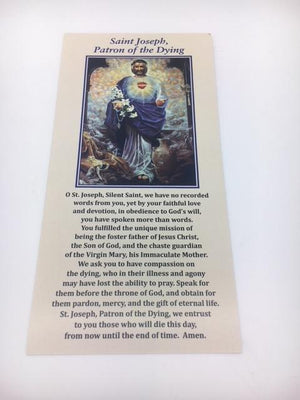 Saint Joseph,
Patron of the Dying
O St. Joseph, Silent Saint, we have no recorded
words from you, yet by your faithful love
and devotion, in obedience to God's will,
you have spoken more than words.
You fulfilled the unique mission of
being the foster father of Jesus Christ,
the Son of God, and the chaste guardian
of the Virgin Mary, his Immaculate Mother.
We ask you to have compassion on
the dying, who in their illness and agony
may have lost the ability to pray. Speak for
them before the throne of God, and obtain for
them pardon, mercy, and the gift of eternal life.
St. Joseph, Patron of the Dying, we entrust
to you those who will die this day,
from now until the end of time. Amen.